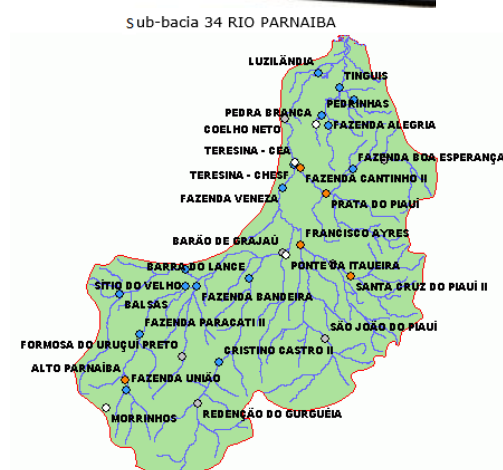 Sub-bacia 34 RIO PARNAIBA
LUZILÂNDIA
TINGUIS
PEDRINHAS
PEDRA BRANCA
COELHO NETO
FAZENDA ALEGRIA
TERESINA - CEA
FAZENDA BOA ESPERANÇA
TERESINA - CHESF
FAZENDA CANTINHO II
FAZENDA VENEZA
PRATA DO PIAUÍ
FRANCISCO AYRES
BARÃO DE GRAJAÚ
PONTE DA ITAUEIRA
BARRA DO LANCE
SÍTIO DO VELHO
SANTA CRUZ DO PIAUÍ II
FAZENDA BANDEIRA
BALSAS
FAZENDA PARACATI II
SÃO JOÃO DO PIAUÍ
FORMOSA DO URUÇUI PRETO
CRISTINO CASTRO II
ALTO PARNAÍBA
FAZENDA UNIÃO
MORRINHOS
REDENÇÃO DO GURGUÉIA